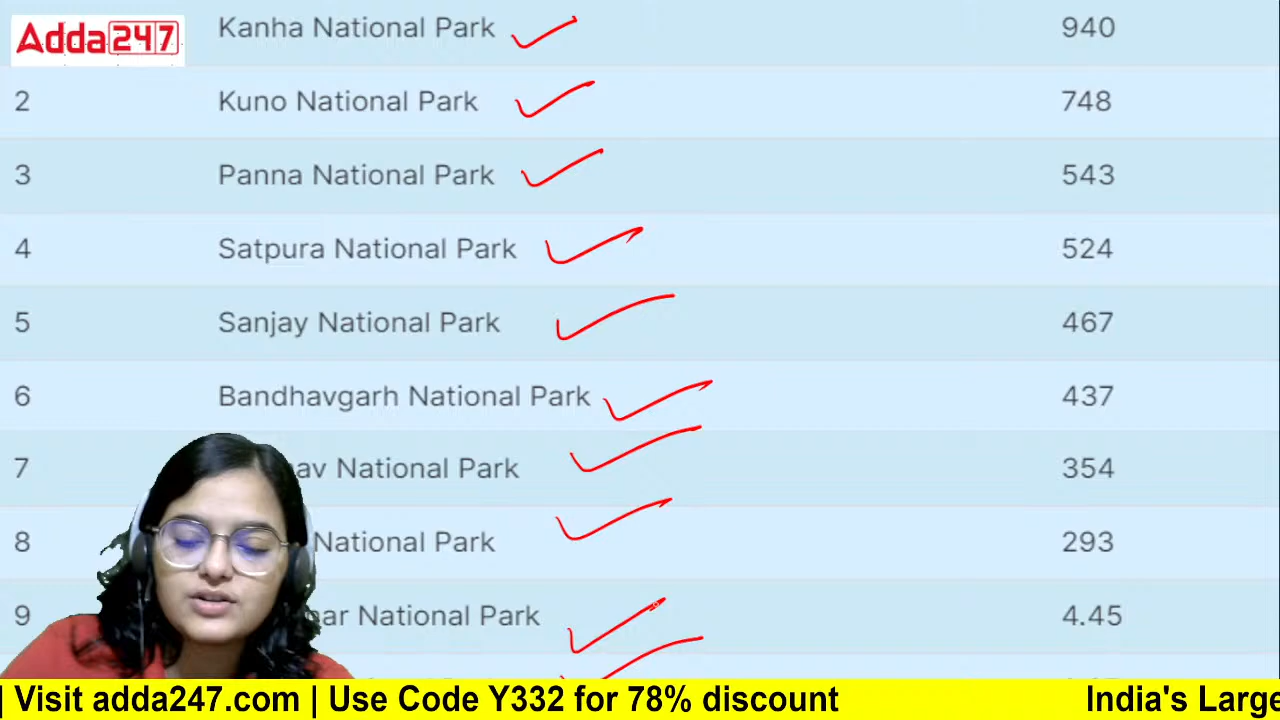 Adda247
Kanha National Park 940
2 Kuno National Park 748
3 Panna National Park 543
4 Satpura National Park 524
5 Sanjay National Park 467
6 Bandhavgarh National Park 437
7 National Park 354
8 National Park 293
9 National Park 4.45
| Visit adda247.com | Use Code Y332 for 78% discount India's Large